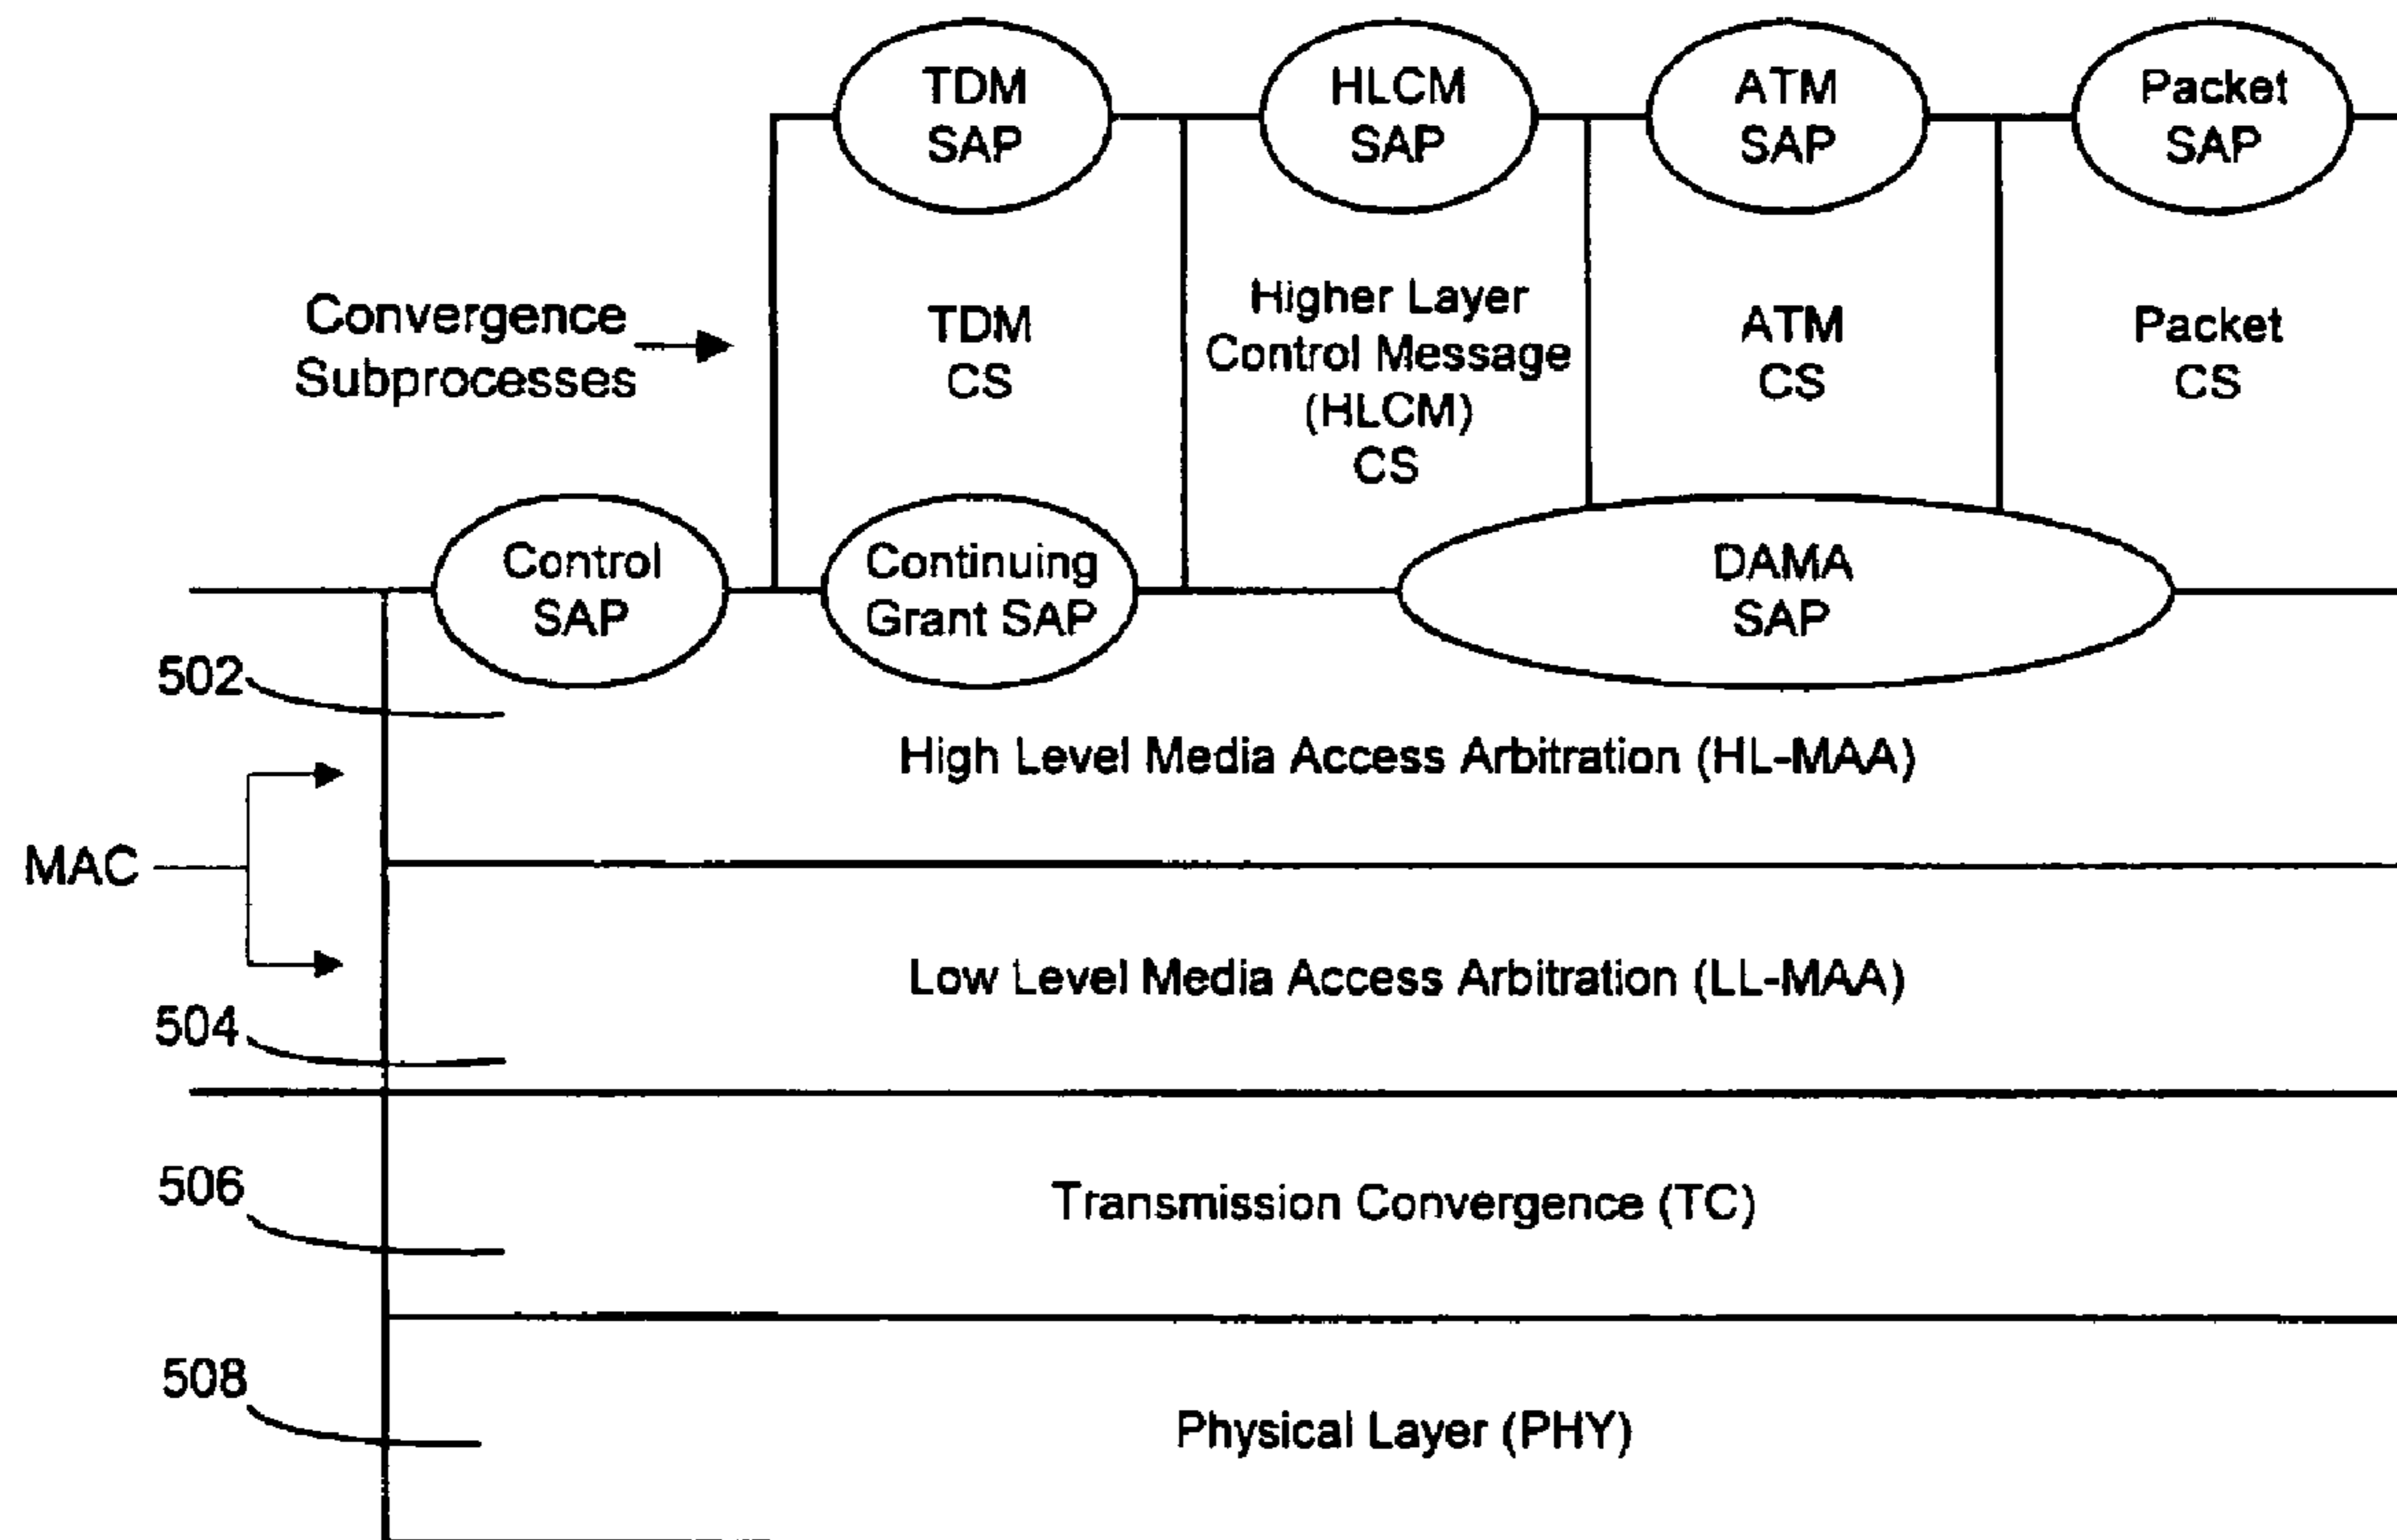 TDM
SAP
HLCM
SAP
ATM
SAP
Packet
SAP
Convergence
Subprocesses
TDM
CS
Higher Layer
Control Message
(HLCM)
CS
ATM
CS
Packet
CS
Control
SAP
Continuing
Grant SAP
DAMA
SAP
502
High Level Media Access Arbitration (HL-MAA)
MAC
Low Level Media Access Arbitration (LL-MAA)
504
506
Transmission Convergence (TC)
508
Physical Layer (PHY)